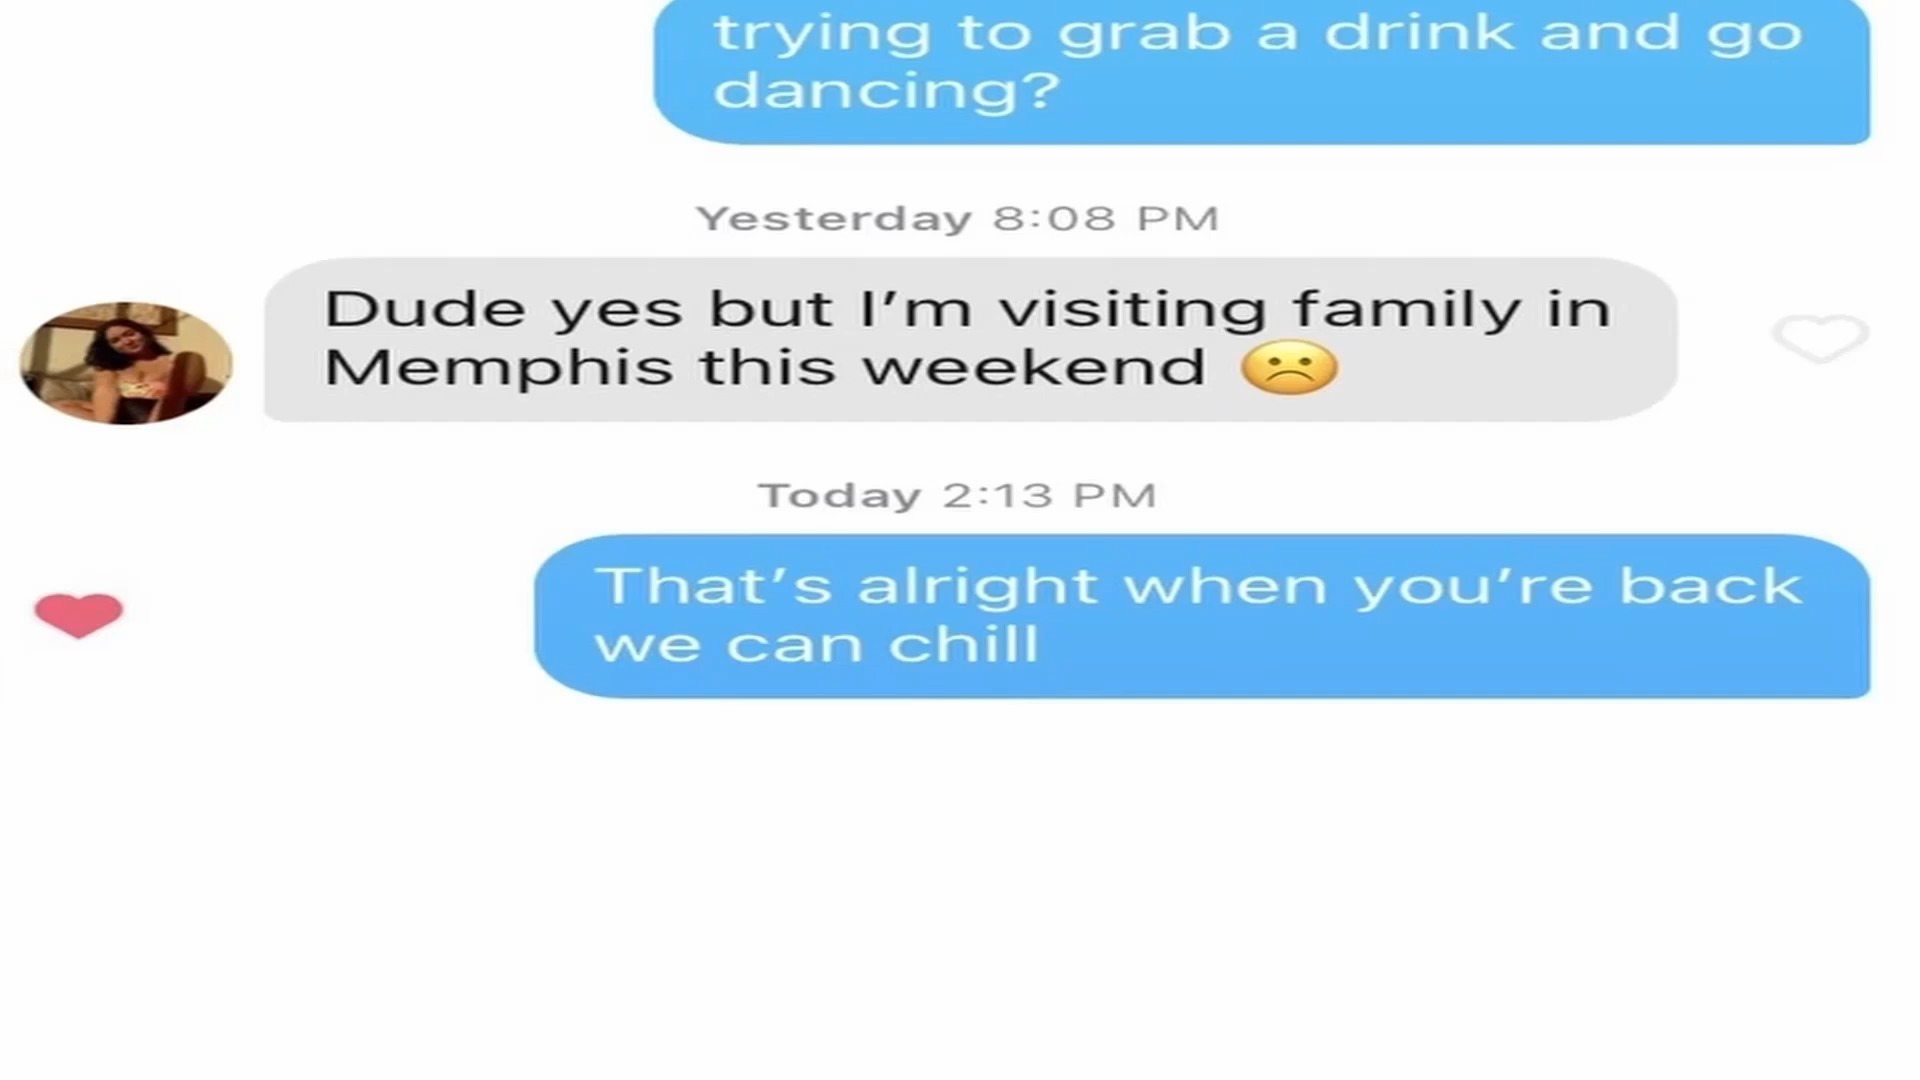 trying to grab a drink and go
dancing?
Yesterday 8:08 PM
Dude yes but I’m visiting family in
Memphis this weekend ☹️
Today 2:13 PM
That’s alright when you’re back
we can chill